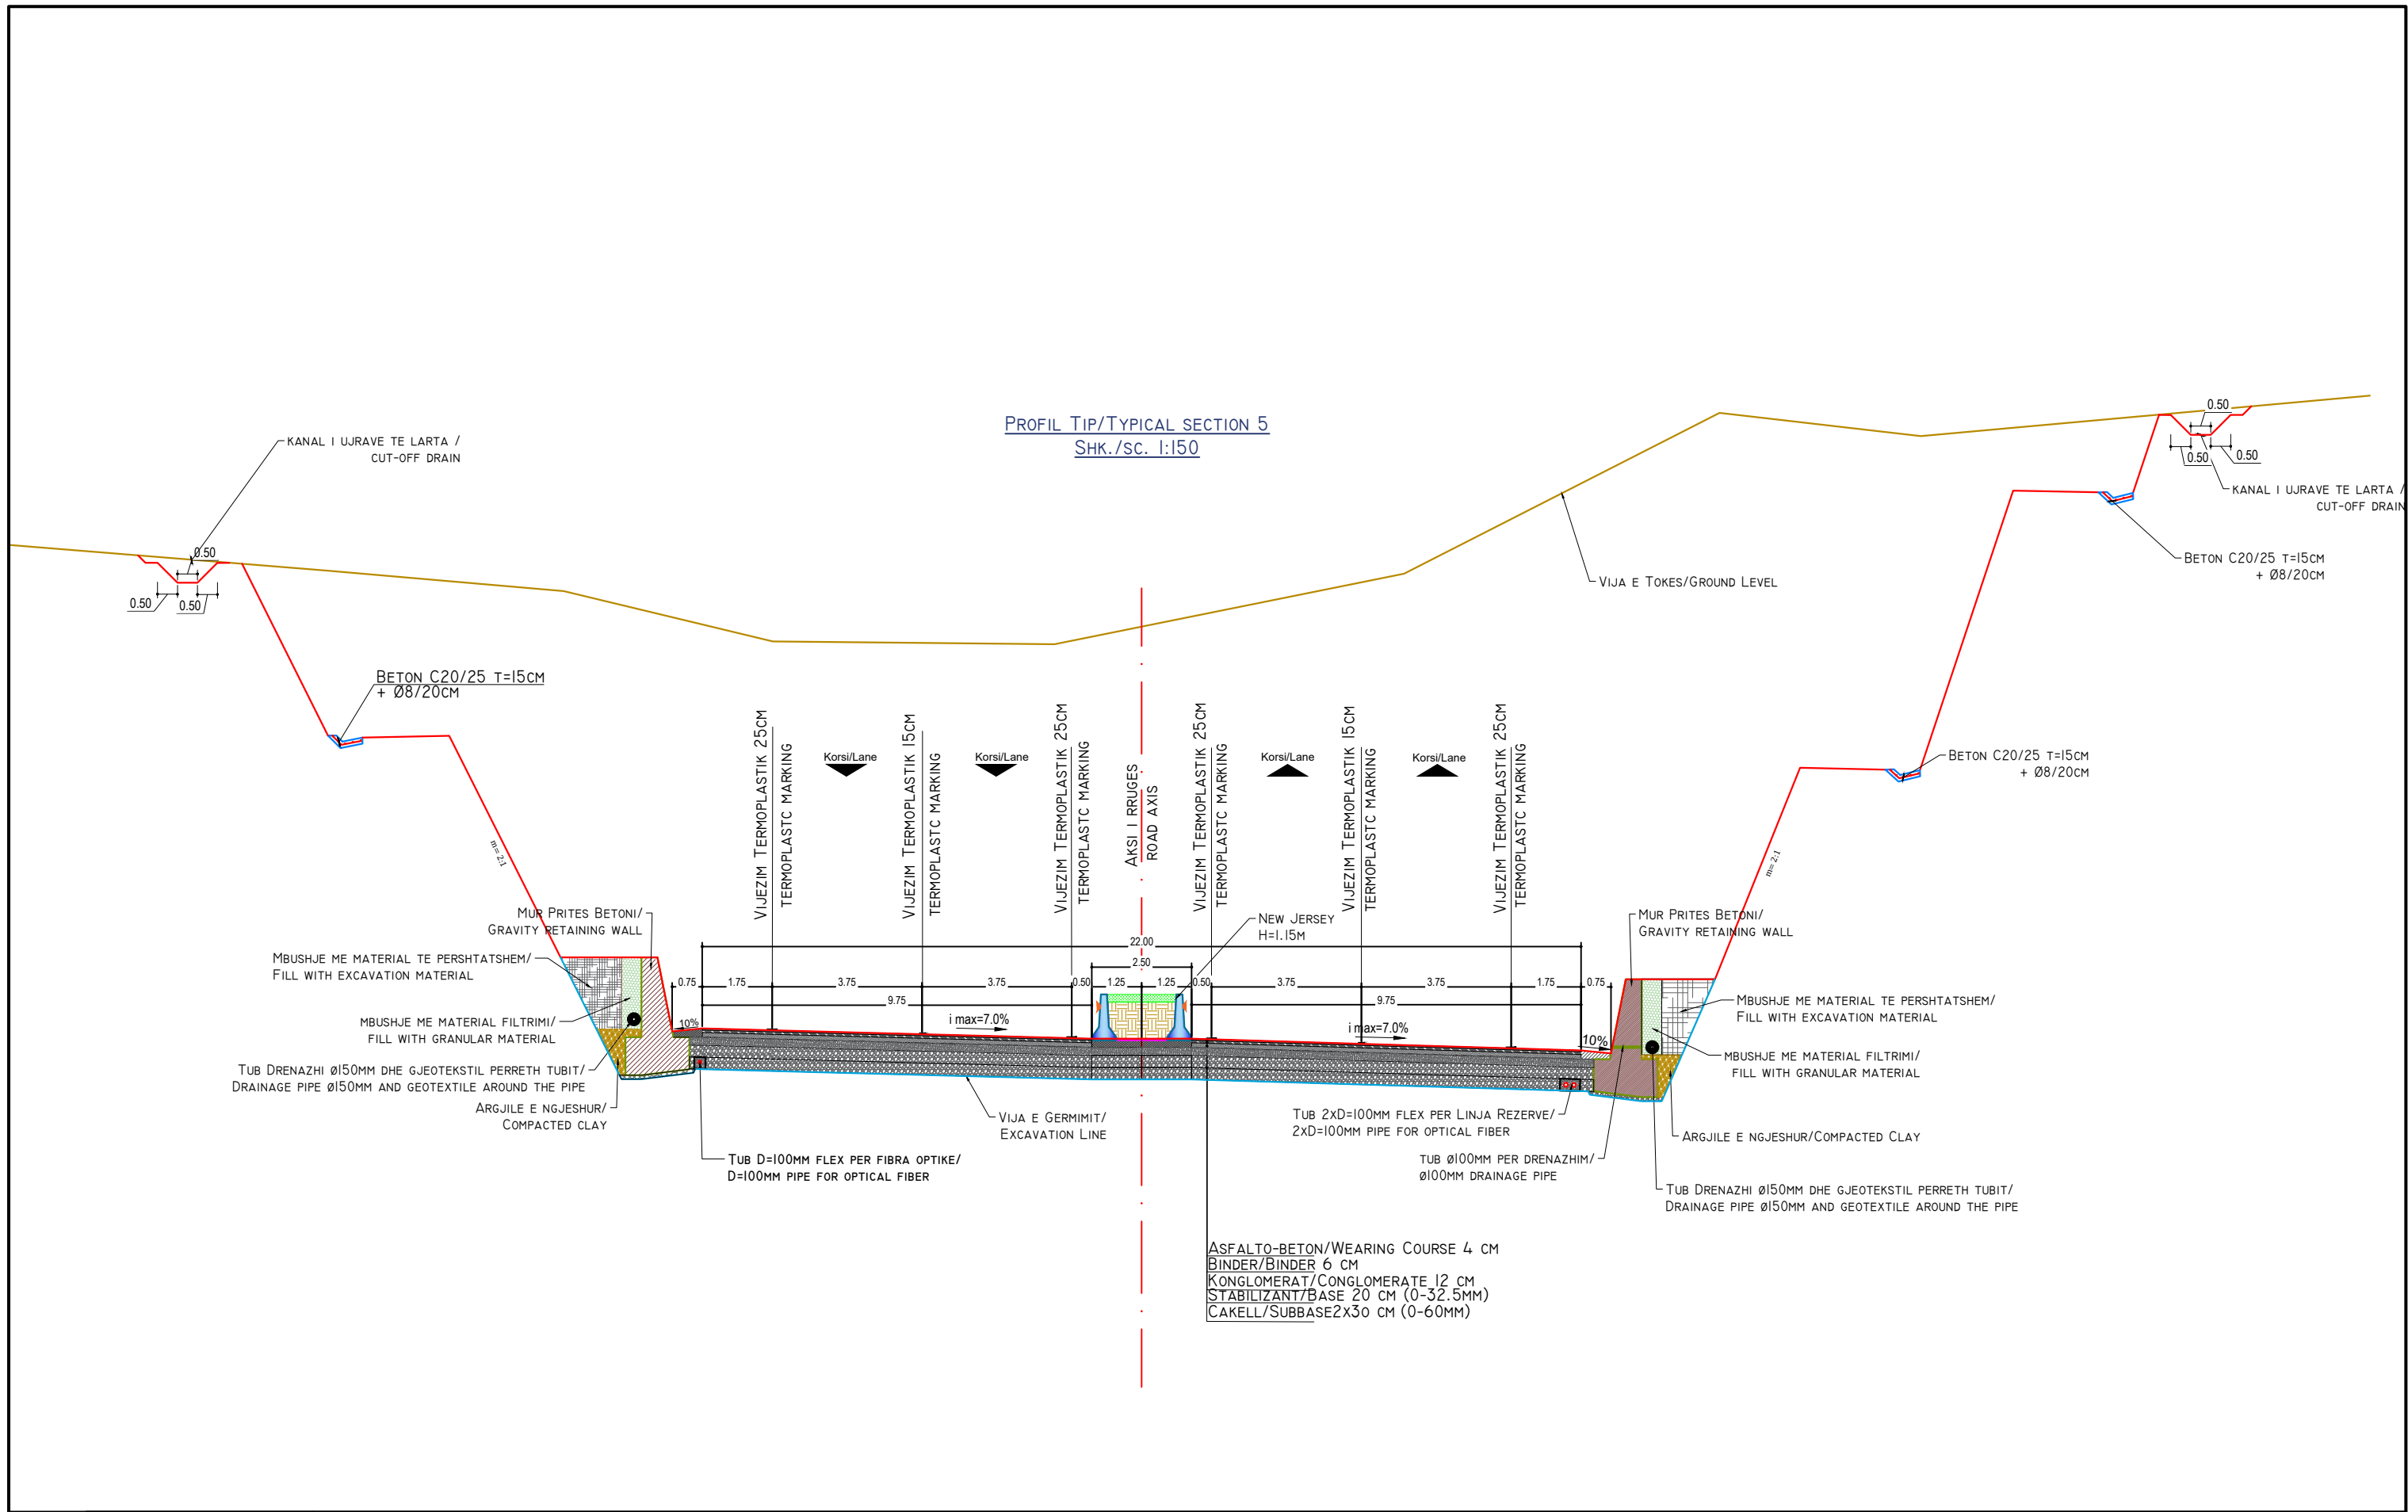 PROFIL TIP/TYPICAL SECTION 5
SHK./SC. 1:150
KANAL I UJRAVE TE LARTA /
CUT-OFF DRAIN
0.50
0.50
0.50
0.50
0.50
0.50
KANAL I UJRAVE TE LARTA /
CUT-OFF DRAIN
BETON C20/25 T=15CM
+ Ø8/20CM
VIJA E TOKES/GROUND LEVEL
BETON C20/25 T=15CM
+ Ø8/20CM
BETON C20/25 T=15CM
+ Ø8/20CM
VIJEZIM TERMOPLASTIK 25CM
TERMOPLASTC MARKING
Korsi/Lane
VIJEZIM TERMOPLASTIK 15CM
TERMOPLASTC MARKING
Korsi/Lane
VIJEZIM TERMOPLASTIK 25CM
TERMOPLASTC MARKING
AKSI I RRUGES
ROAD AXIS
VIJEZIM TERMOPLASTIK 25CM
TERMOPLASTC MARKING
Korsi/Lane
VIJEZIM TERMOPLASTIK 15CM
TERMOPLASTC MARKING
Korsi/Lane
VIJEZIM TERMOPLASTIK 25CM
TERMOPLASTC MARKING
m= 2:1
m= 2:1
MUR PRITES BETONI/
GRAVITY RETAINING WALL
NEW JERSEY
H=1.15M
MUR PRITES BETONI/
GRAVITY RETAINING WALL
22.00
2.50
MBUSHJE ME MATERIAL TE PERSHTATSHEM/
FILL WITH EXCAVATION MATERIAL
0.75 1.75 3.75 3.75 0.50 1.25 1.25 0.50 3.75 3.75 1.75 0.75
9.75 9.75
MBUSHJE ME MATERIAL TE PERSHTATSHEM/
FILL WITH EXCAVATION MATERIAL
MBUSHJE ME MATERIAL FILTRIMI/
FILL WITH GRANULAR MATERIAL
10%
i max=7.0%
i max=7.0%
10%
MBUSHJE ME MATERIAL FILTRIMI/
FILL WITH GRANULAR MATERIAL
TUB DRENAZHI Ø150MM DHE GJEOTEKSTIL PERRETH TUBIT/
DRAINAGE PIPE Ø150MM AND GEOTEXTILE AROUND THE PIPE
ARGJILE E NGJESHUR/
COMPACTED CLAY
VIJA E GERMIMIT/
EXCAVATION LINE
TUB 2XD=100MM FLEX PER LINJA REZERVE/
2XD=100MM PIPE FOR OPTICAL FIBER
ARGJILE E NGJESHUR/COMPACTED CLAY
TUB D=100MM FLEX PER FIBRA OPTIKE/
D=100MM PIPE FOR OPTICAL FIBER
TUB Ø100MM PER DRENAZHIM/
Ø100MM DRAINAGE PIPE
TUB DRENAZHI Ø150MM DHE GJEOTEKSTIL PERRETH TUBIT/
DRAINAGE PIPE Ø150MM AND GEOTEXTILE AROUND THE PIPE
ASFALTO-BETON/WEARING COURSE 4 CM
BINDER/BINDER 6 CM
KONGLOMERAT/CONGLOMERATE 12 CM
STABILIZANT/BASE 20 CM (0-32.5MM)
CAKELL/SUBBASE2X30 CM (0-60MM)